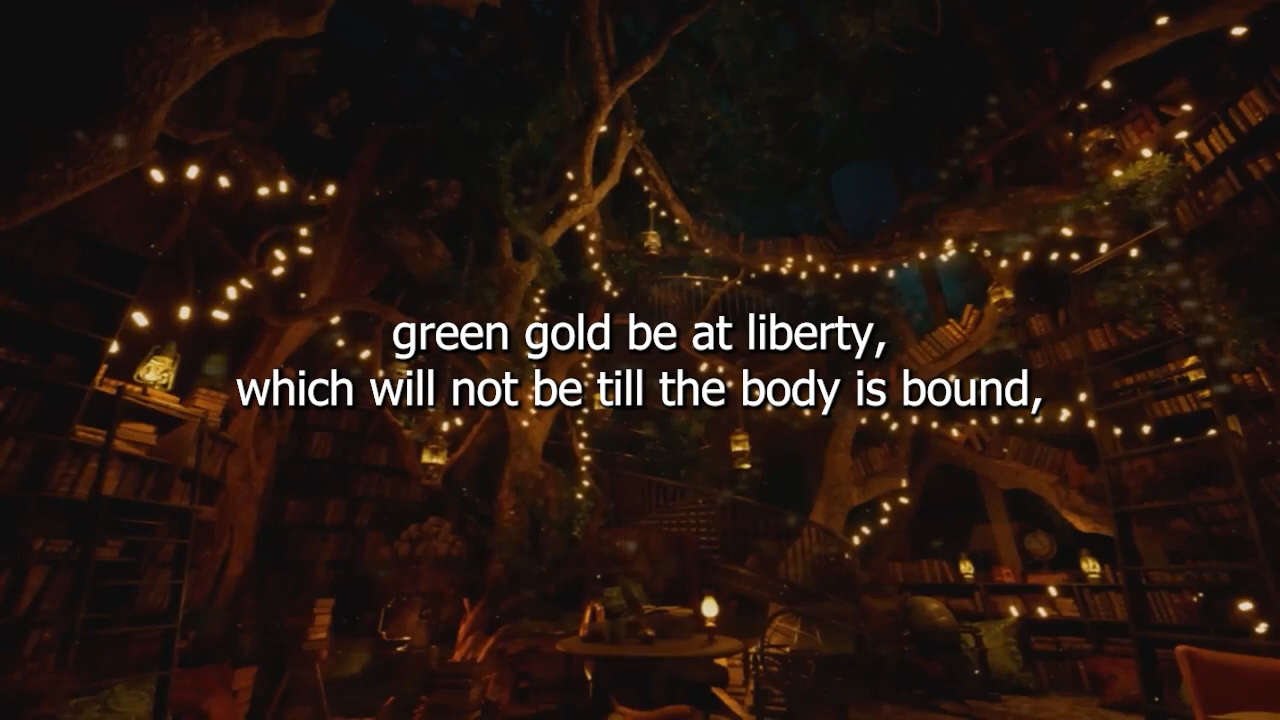 green gold be at liberty,
which will not be till the body is bound,